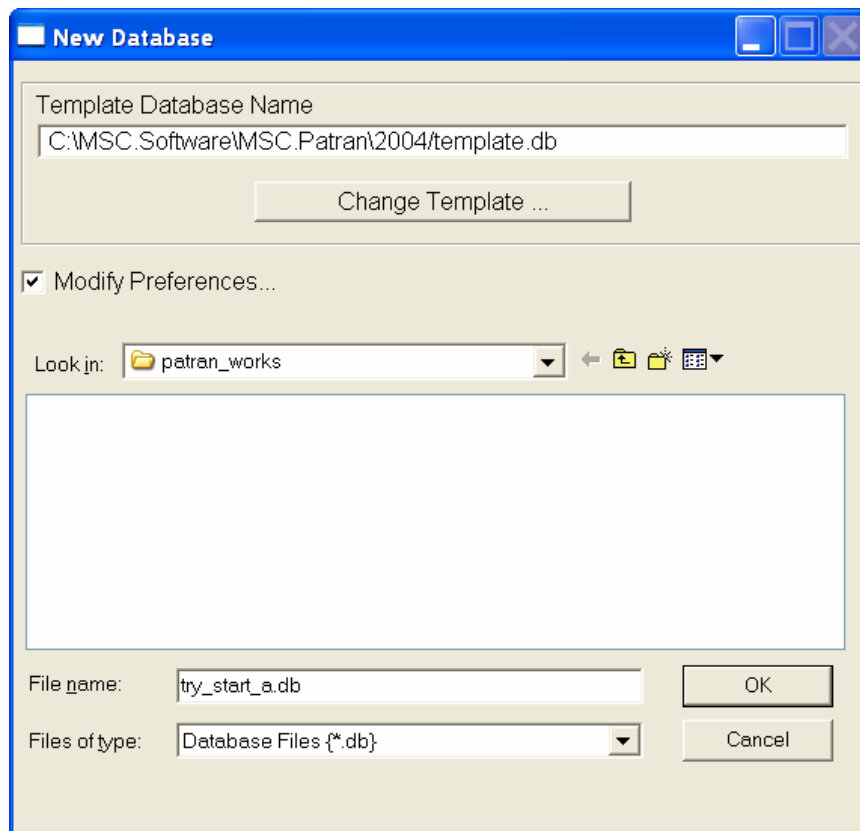 New Database
Template Database Name
C:\MSC.Software\MSC.Patran\2004/template.db
Change Template ...
Modify Preferences...
Look in: patran_works
File name: try_start_a.db OK
Files of type: Database Files {*.db} Cancel